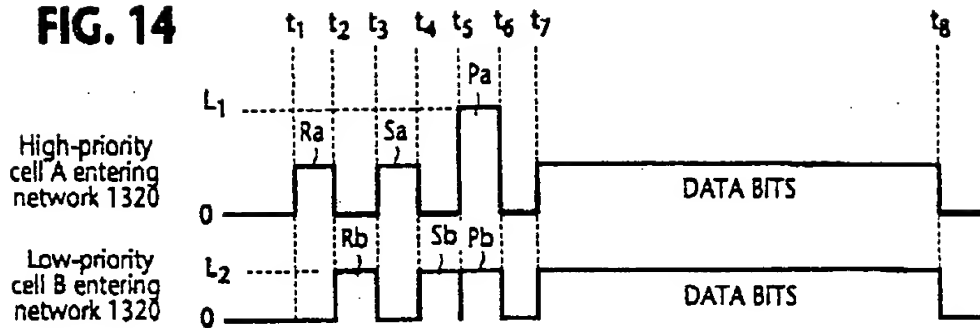 FIG. 14
t1 t2 t3 t4 t5 t6 t7 t8
Pa
L1
Ra Sa
High-priority
cell A entering
network 1320
DATA BITS
0
Rb Sb Pb
Low-priority
cell B entering
network 1320
L2
DATA BITS
0